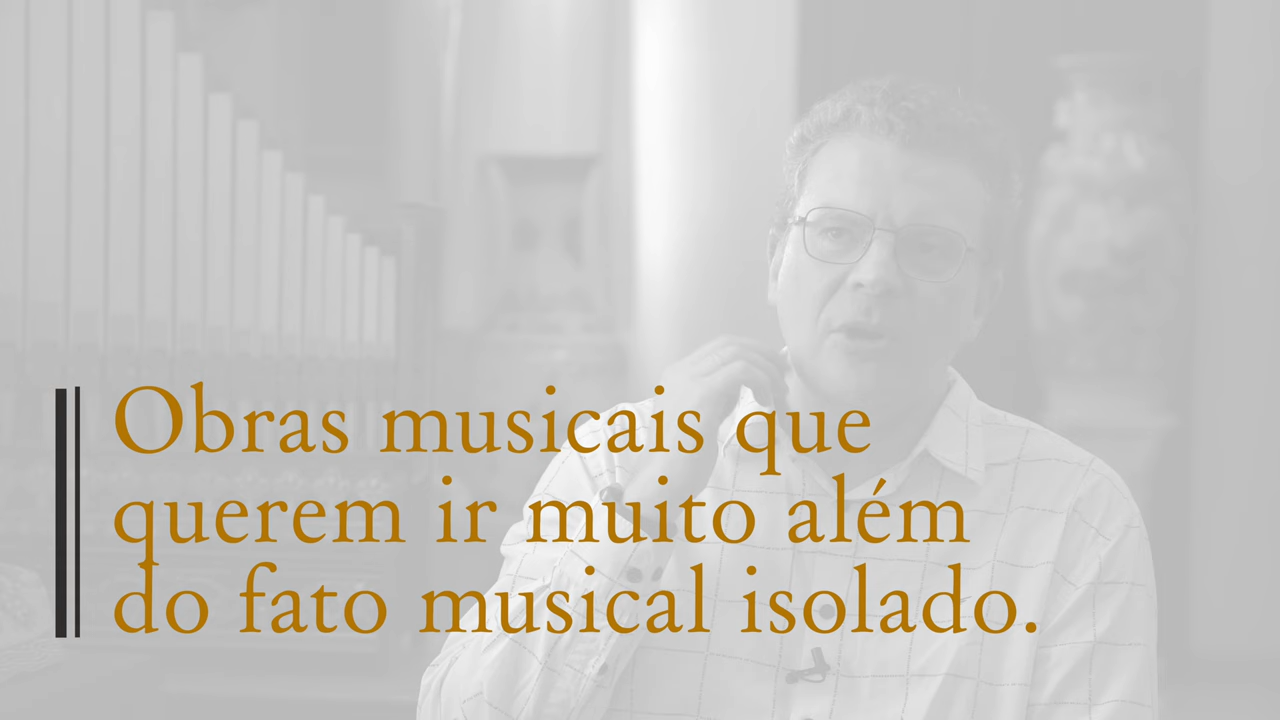 Obras musicais que
querem ir muito além
do fato musical isolado.